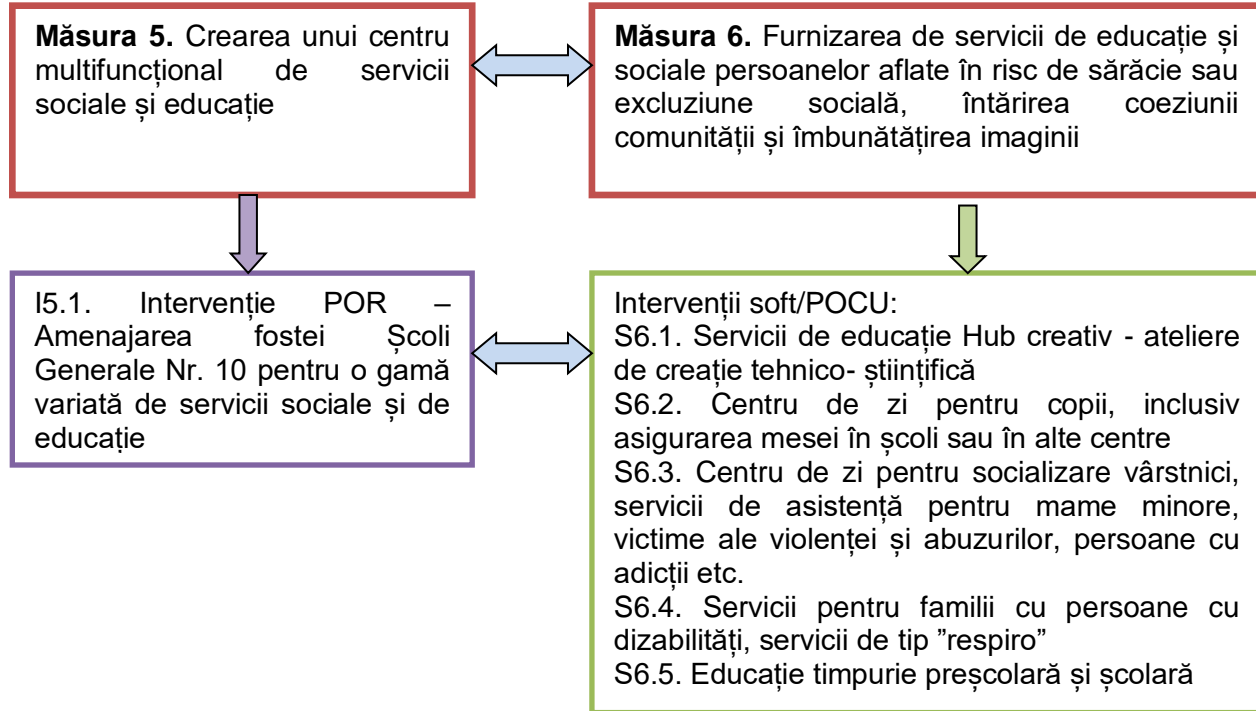 Măsura 5. Crearea unui centru
multifuncțional de servicii
sociale și educație
Măsura 6. Furnizarea de servicii de educație și
sociale persoanelor aflate în risc de sărăcie sau
excluziune socială, întărirea coeziunii
comunității și îmbunătățirea imaginii
I5.1. Intervenție POR –
Amenajarea fostei Școli
Generale Nr. 10 pentru o gamă
variată de servicii sociale și de
educație
Intervenții soft/POCU:
S6.1. Servicii de educație Hub creativ - ateliere
de creație tehnico- științifică
S6.2. Centru de zi pentru copii, inclusiv
asigurarea mesei în școli sau în alte centre
S6.3. Centru de zi pentru socializare vârstnici,
servicii de asistență pentru mame minore,
victime ale violenței și abuzurilor, persoane cu
adicții etc.
S6.4. Servicii pentru familii cu persoane cu
dizabilități, servicii de tip ”respiro”
S6.5. Educație timpurie preșcolară și școlară